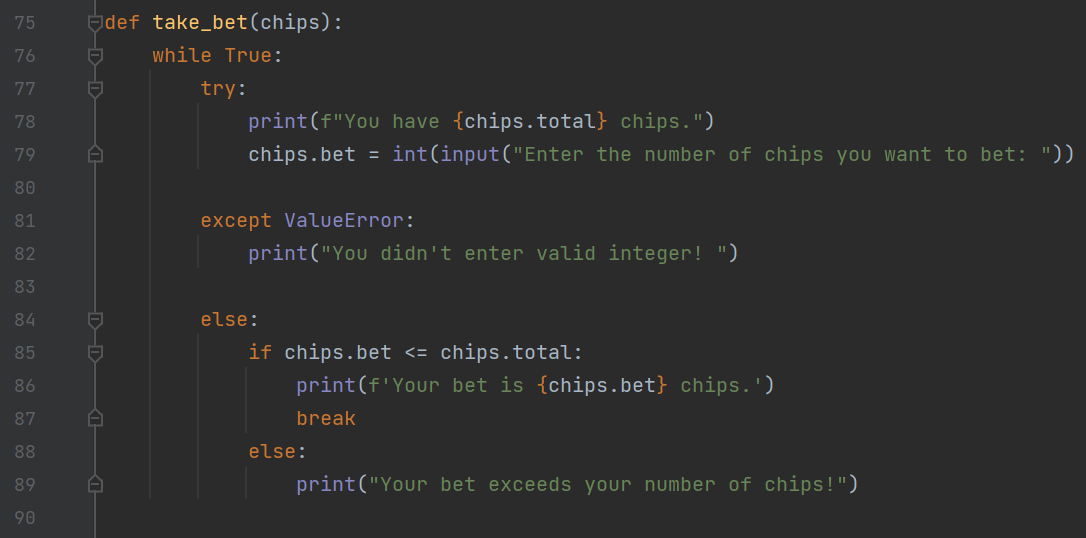 75 def take_bet(chips):
76     while True:
77         try:
78             print(f"You have {chips.total} chips.")
79             chips.bet = int(input("Enter the number of chips you want to bet: "))
80
81         except ValueError:
82             print("You didn't enter valid integer! ")
83
84         else:
85             if chips.bet <= chips.total:
86                 print(f'Your bet is {chips.bet} chips.')
87                 break
88             else:
89                 print("Your bet exceeds your number of chips!")
90